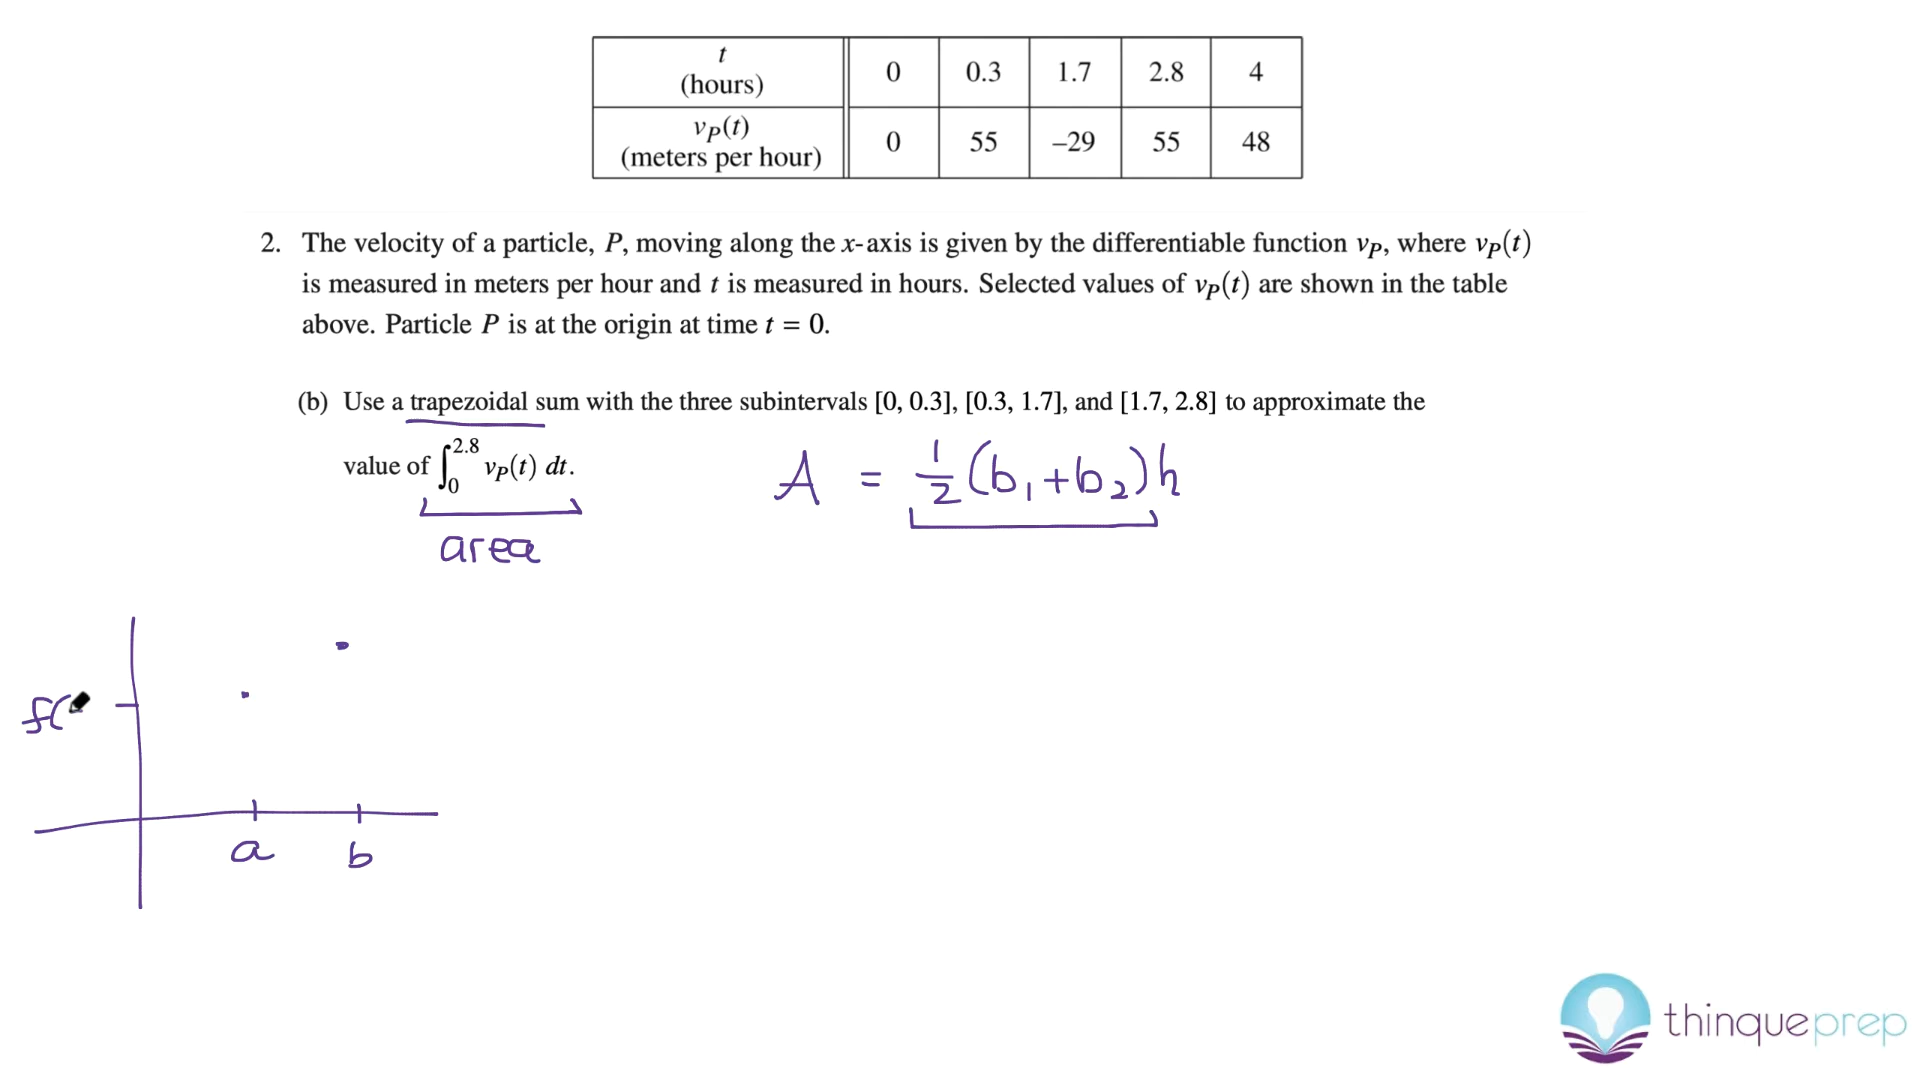 t
(hours) 0 0.3 1.7 2.8 4
v_P(t)
(meters per hour) 0 55 –29 55 48
2. The velocity of a particle, P, moving along the x-axis is given by the differentiable function v_P, where v_P(t)
is measured in meters per hour and t is measured in hours. Selected values of v_P(t) are shown in the table
above. Particle P is at the origin at time t = 0.
(b) Use a trapezoidal sum with the three subintervals [0, 0.3], [0.3, 1.7], and [1.7, 2.8] to approximate the
value of ∫_0^2.8 v_P(t) dt.
A = 1/2 (b₁+b₂)h
area
f(
a b
thinqueprep